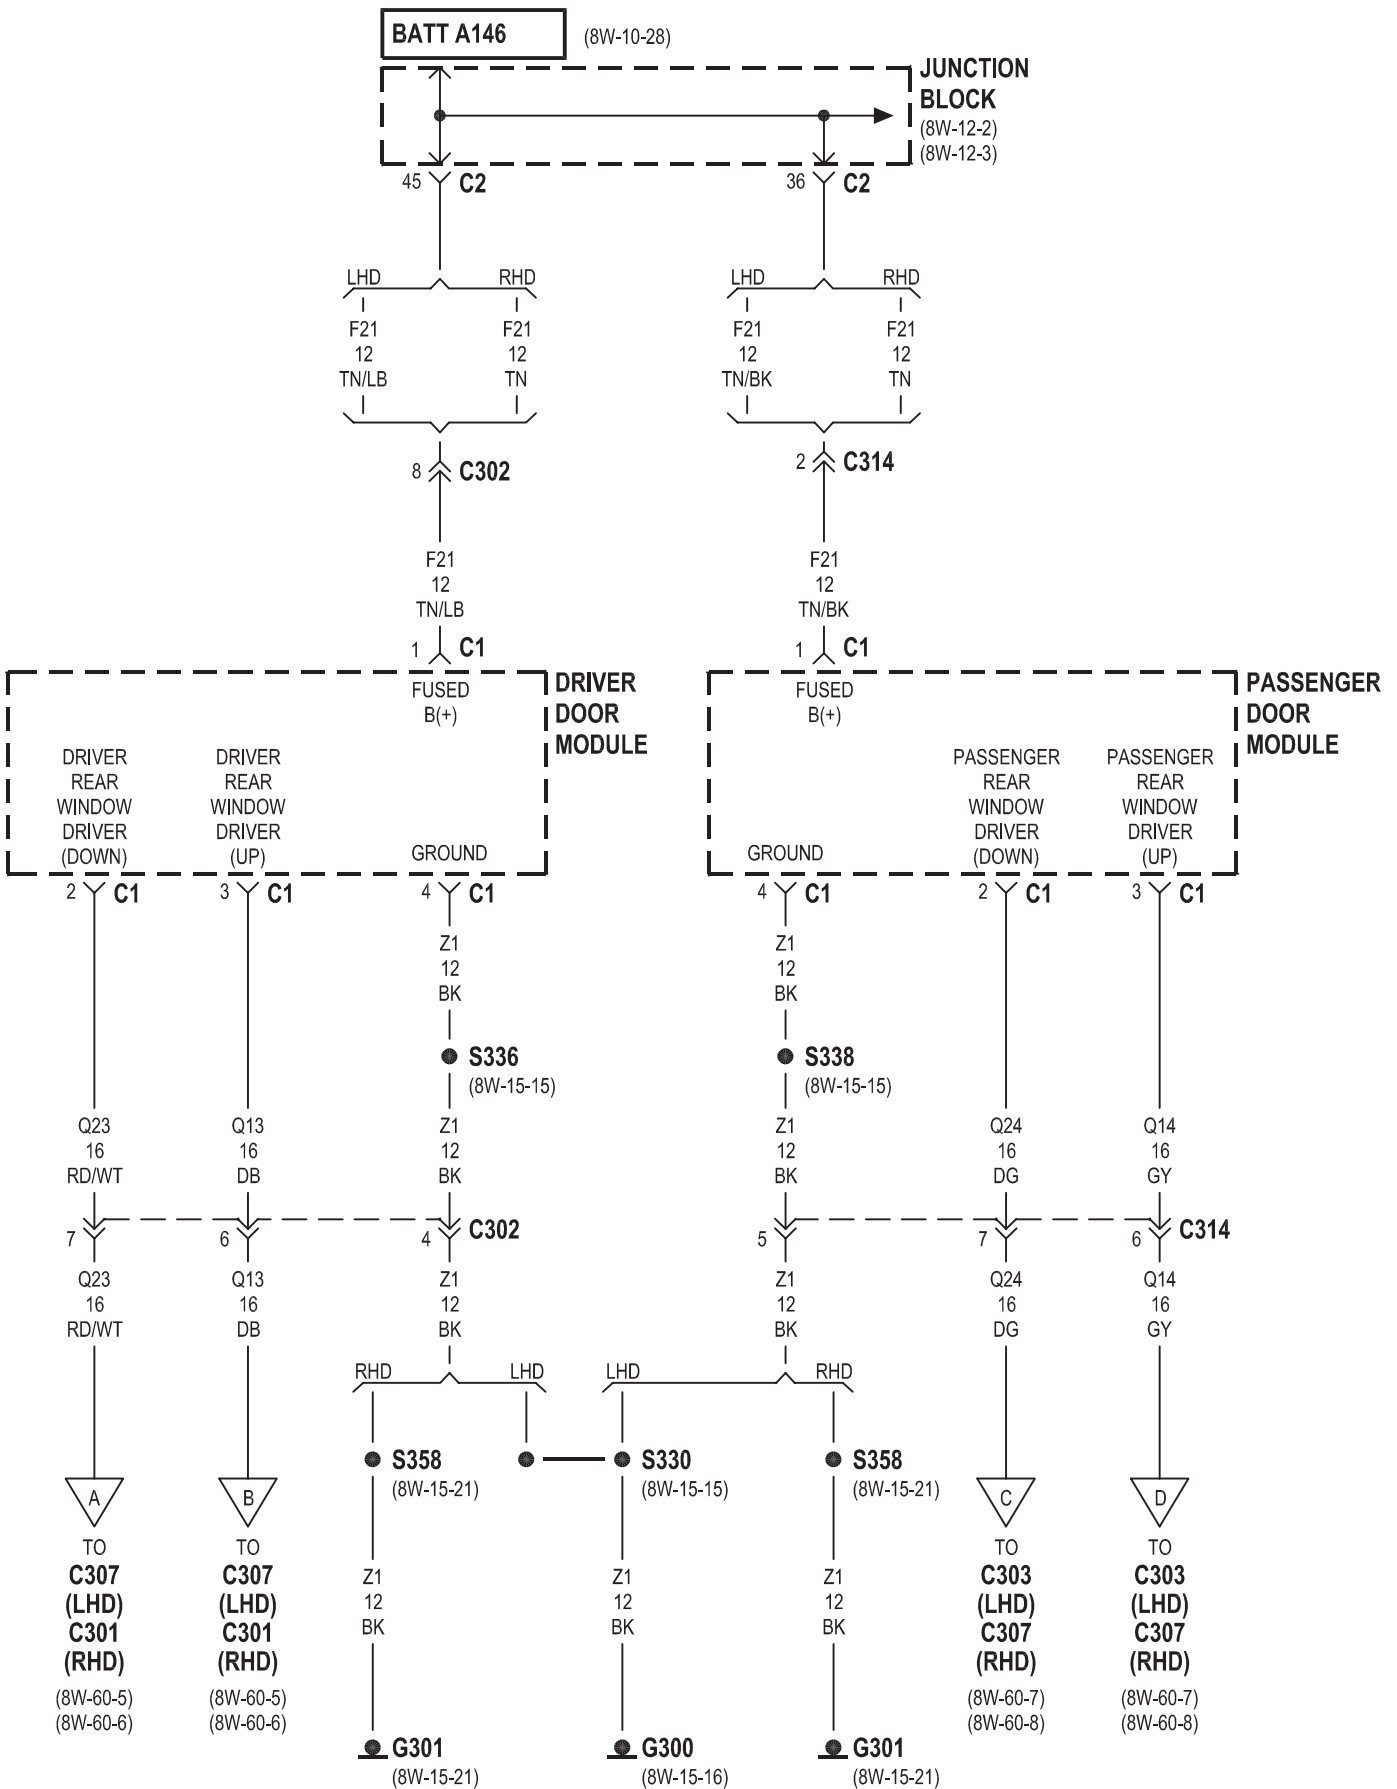 BATT A146
(8W-10-28)
JUNCTION
BLOCK
(8W-12-2)
(8W-12-3)
45 C2
36 C2
LHD RHD
LHD RHD
F21 F21 F21 F21
12 12 12 12
TN/LB TN TN/BK TN
8 C302
2 C314
F21 F21
12 12
TN/LB TN/BK
1 C1
1 C1
FUSED
B(+)
DRIVER
DOOR
MODULE
FUSED
B(+)
PASSENGER
DOOR
MODULE
DRIVER
REAR
WINDOW
DRIVER
(DOWN)
DRIVER
REAR
WINDOW
DRIVER
(UP)
GROUND
GROUND
PASSENGER
REAR
WINDOW
DRIVER
(DOWN)
PASSENGER
REAR
WINDOW
DRIVER
(UP)
2 C1
3 C1
4 C1
4 C1
2 C1
3 C1
Z1 Z1
12 12
BK BK
S336
(8W-15-15)
S338
(8W-15-15)
Q23 Q13 Z1 Z1 Q24 Q14
16 16 12 12 16 16
RD/WT DB BK BK DG GY
7 6 4 C302
5 7 6 C314
Q23 Q13 Z1 Z1 Q24 Q14
16 16 12 12 16 16
RD/WT DB BK BK DG GY
RHD LHD
LHD RHD
S358
(8W-15-21)
S330
(8W-15-15)
S358
(8W-15-21)
A
B
C
D
TO
C307
(LHD)
C301
(RHD)
(8W-60-5)
(8W-60-6)
TO
C307
(LHD)
C301
(RHD)
(8W-60-5)
(8W-60-6)
Z1 Z1 Z1
12 12 12
BK BK BK
TO
C303
(LHD)
C307
(RHD)
(8W-60-7)
(8W-60-8)
TO
C303
(LHD)
C307
(RHD)
(8W-60-7)
(8W-60-8)
G301
(8W-15-21)
G300
(8W-15-16)
G301
(8W-15-21)